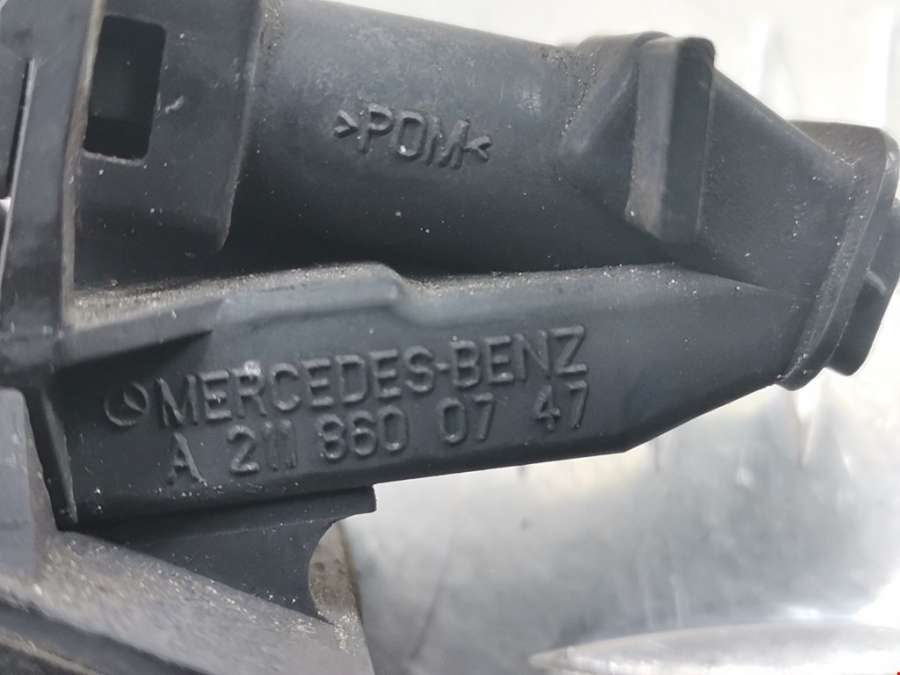 >POM<
MERCEDES-BENZ
A 211 860 07 47